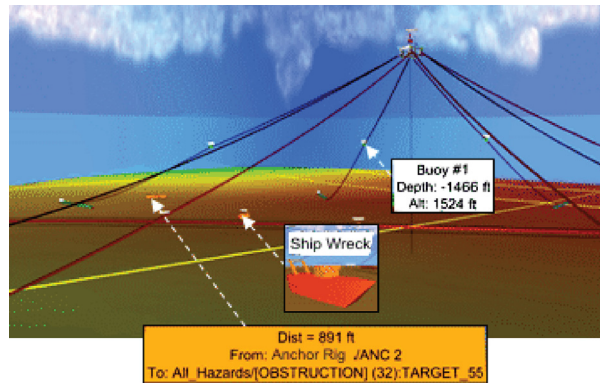 Buoy #1
Depth: -1466 ft
Alt: 1524 ft
Ship Wreck
Dist = 891 ft
From: Anchor Rig ./ANC 2
To: All_Hazards/[OBSTRUCTION] (32):TARGET_55